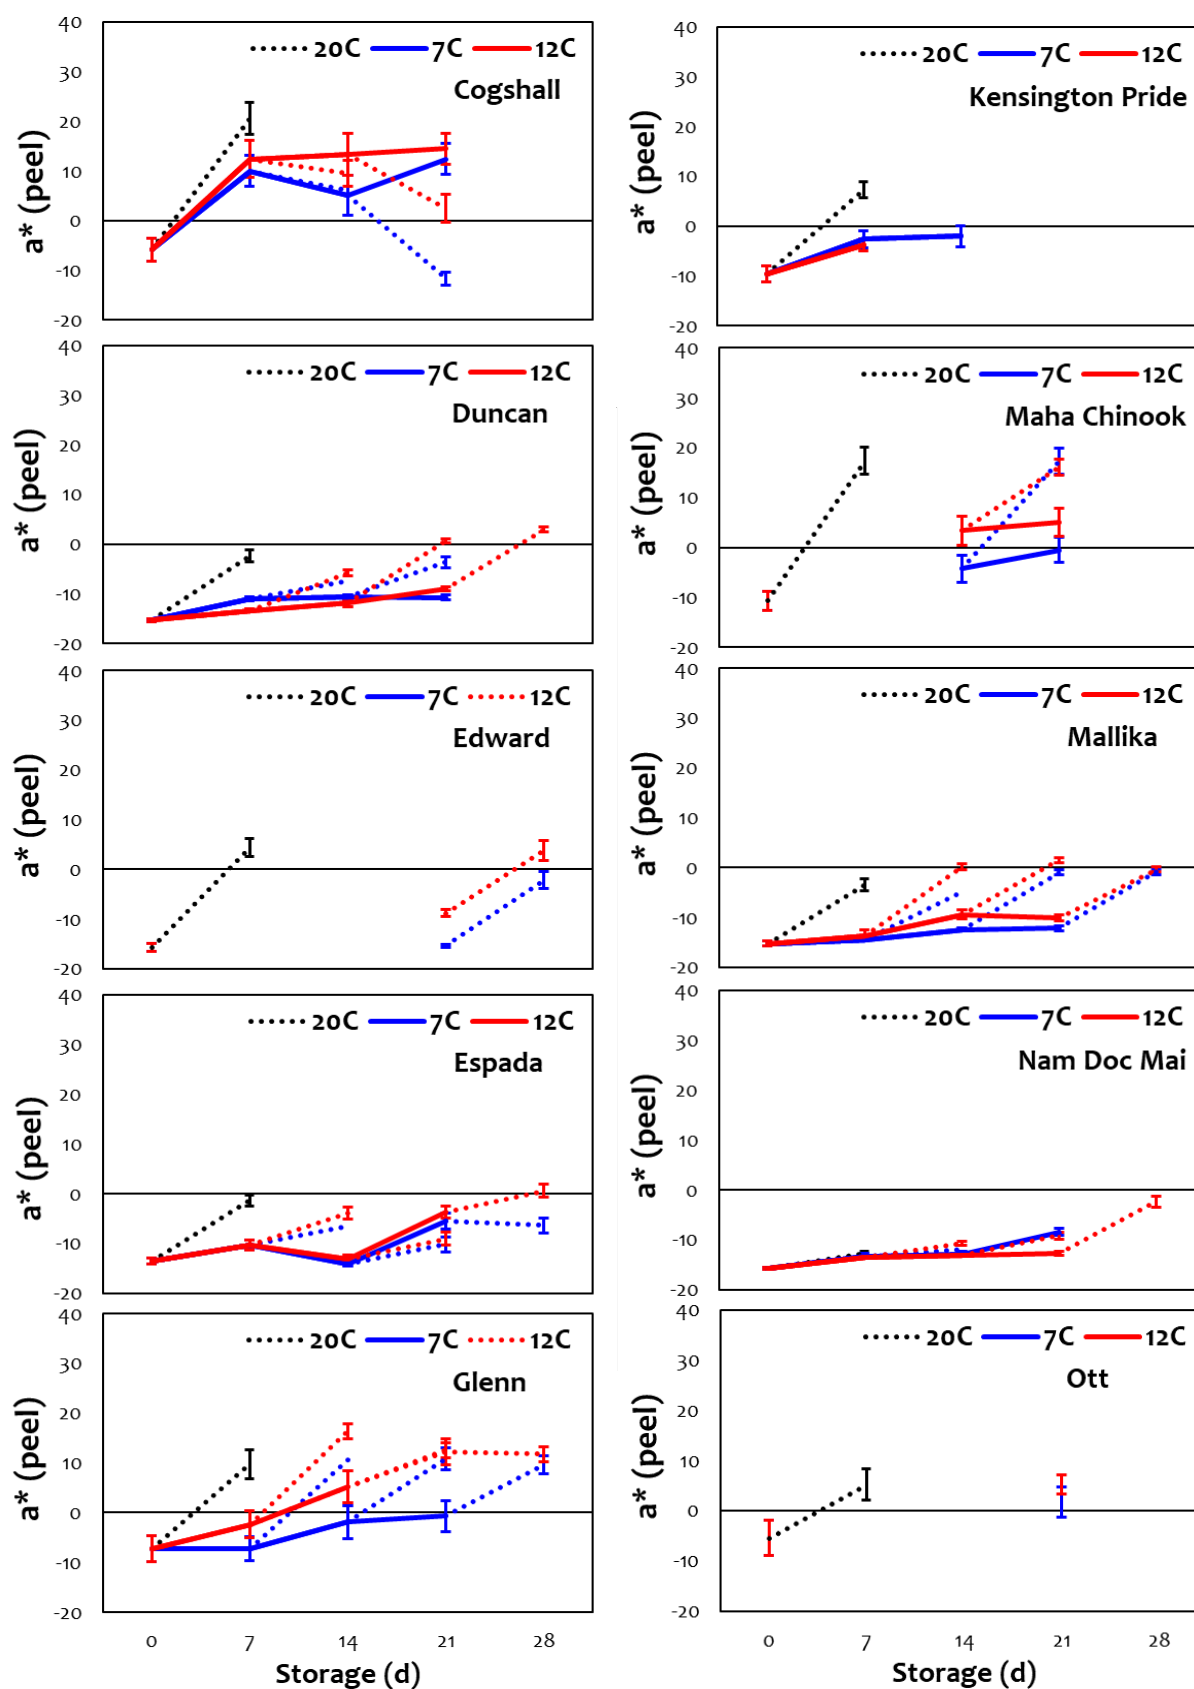 40
30
20
10
0
-10
-20
a* (peel)
20C 7C 12C
Cogshall
40
30
20
10
0
-10
-20
a* (peel)
20C 7C 12C
Kensington Pride
40
30
20
10
0
-10
-20
a* (peel)
20C 7C 12C
Duncan
40
30
20
10
0
-10
-20
a* (peel)
20C 7C 12C
Maha Chinook
40
30
20
10
0
-10
-20
a* (peel)
20C 7C 12C
Edward
40
30
20
10
0
-10
-20
a* (peel)
20C 7C 12C
Mallika
40
30
20
10
0
-10
-20
a* (peel)
20C 7C 12C
Espada
40
30
20
10
0
-10
-20
a* (peel)
20C 7C 12C
Nam Doc Mai
40
30
20
10
0
-10
-20
a* (peel)
20C 7C 12C
Glenn
0 7 14 21 28
Storage (d)
40
30
20
10
0
-10
-20
a* (peel)
20C 7C 12C
Ott
0 7 14 21 28
Storage (d)